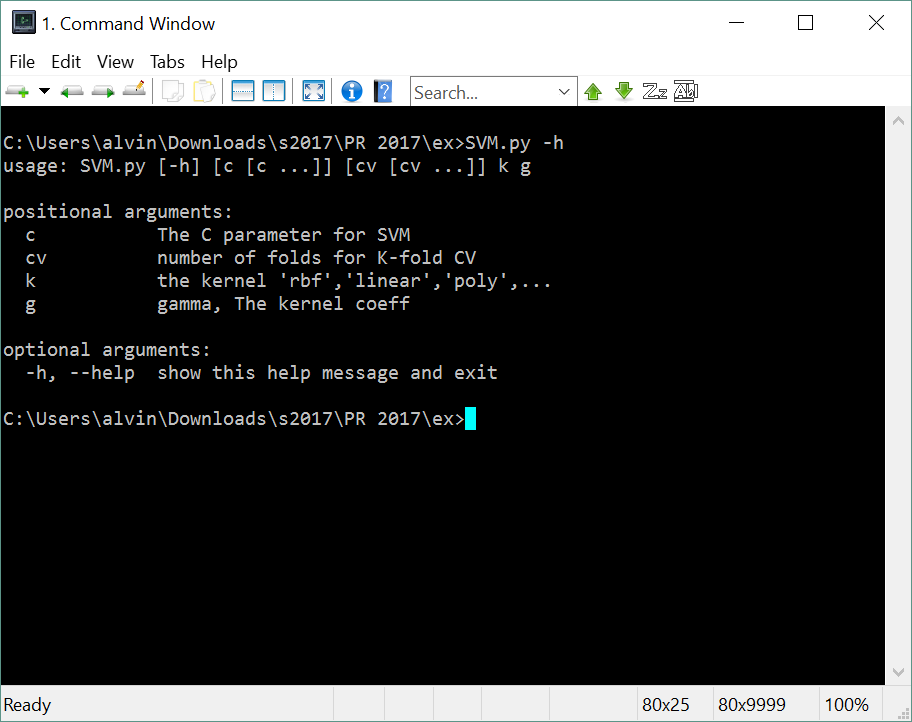 1. Command Window
File Edit View Tabs Help
Search...
C:\Users\alvin\Downloads\s2017\PR 2017\ex>SVM.py -h
usage: SVM.py [-h] [c [c ...]] [cv [cv ...]] k g
positional arguments:
c The C parameter for SVM
cv number of folds for K-fold CV
k the kernel 'rbf','linear','poly',...
g gamma, The kernel coeff
optional arguments:
-h, --help show this help message and exit
C:\Users\alvin\Downloads\s2017\PR 2017\ex>
Ready 80x25 80x9999 100%